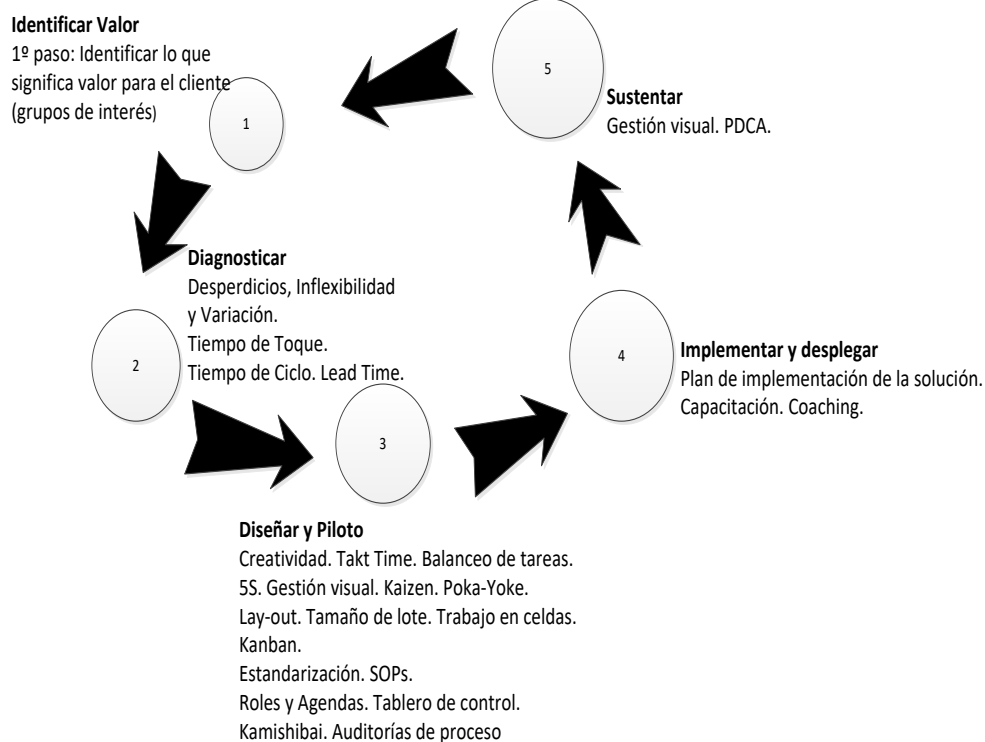 Identificar Valor
1º paso: Identificar lo que
significa valor para el cliente
(grupos de interés)
1
Diagnosticar
Desperdicios, Inflexibilidad
y Variación.
Tiempo de Toque.
Tiempo de Ciclo. Lead Time.
2
3
Diseñar y Piloto
Creatividad. Takt Time. Balanceo de tareas.
5S. Gestión visual. Kaizen. Poka-Yoke.
Lay-out. Tamaño de lote. Trabajo en celdas.
Kanban.
Estandarización. SOPs.
Roles y Agendas. Tablero de control.
Kamishibai. Auditorías de proceso
4
Implementar y desplegar
Plan de implementación de la solución.
Capacitación. Coaching.
5
Sustentar
Gestión visual. PDCA.